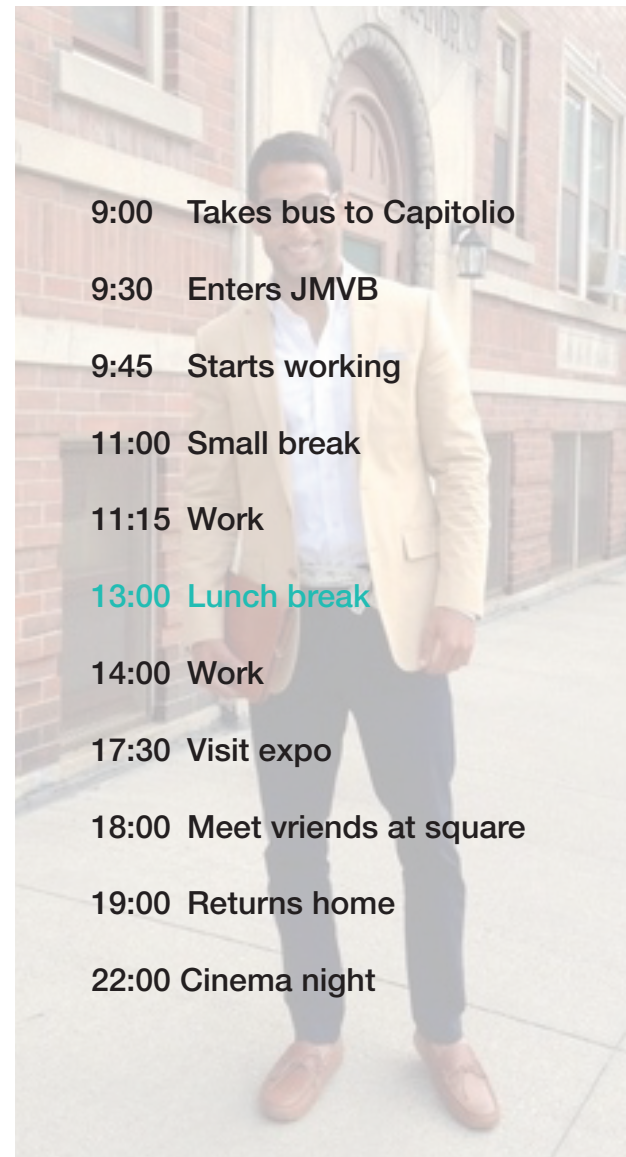 9:00 Takes bus to Capitolio
9:30 Enters JMVB
9:45 Starts working
11:00 Small break
11:15 Work
13:00 Lunch break
14:00 Work
17:30 Visit expo
18:00 Meet vriends at square
19:00 Returns home
22:00 Cinema night